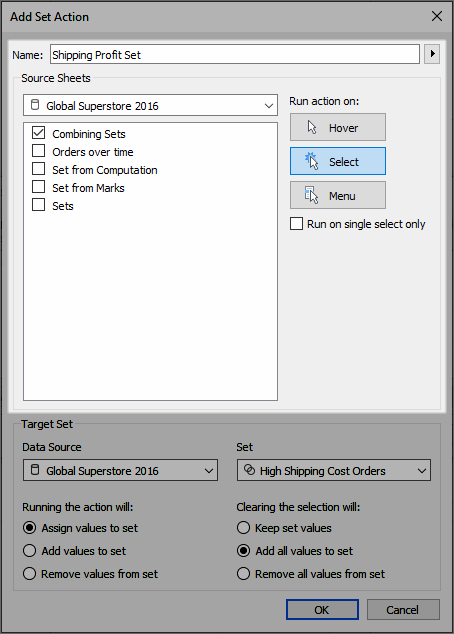 Add Set Action
Name: Shipping Profit Set
Source Sheets
Global Superstore 2016
Combining Sets
Orders over time
Set from Computation
Set from Marks
Sets
Run action on:
Hover
Select
Menu
Run on single select only
Target Set
Data Source Set
Global Superstore 2016 High Shipping Cost Orders
Running the action will: Clearing the selection will:
Assign values to set Keep set values
Add values to set Add all values to set
Remove values from set Remove all values from set
OK Cancel